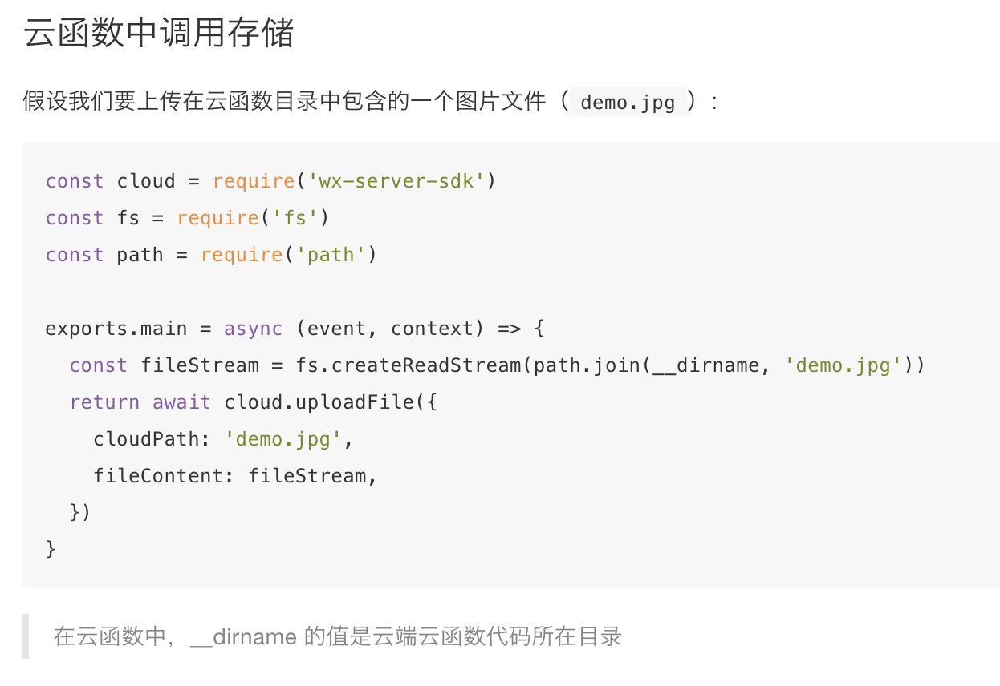 云函数中调用存储
假设我们要上传在云函数目录中包含的一个图片文件（demo.jpg）：
const cloud = require('wx-server-sdk')
const fs = require('fs')
const path = require('path')
exports.main = async (event, context) => {
  const fileStream = fs.createReadStream(path.join(__dirname, 'demo.jpg'))
  return await cloud.uploadFile({
    cloudPath: 'demo.jpg',
    fileContent: fileStream,
  })
}
在云函数中，__dirname 的值是云端云函数代码所在目录